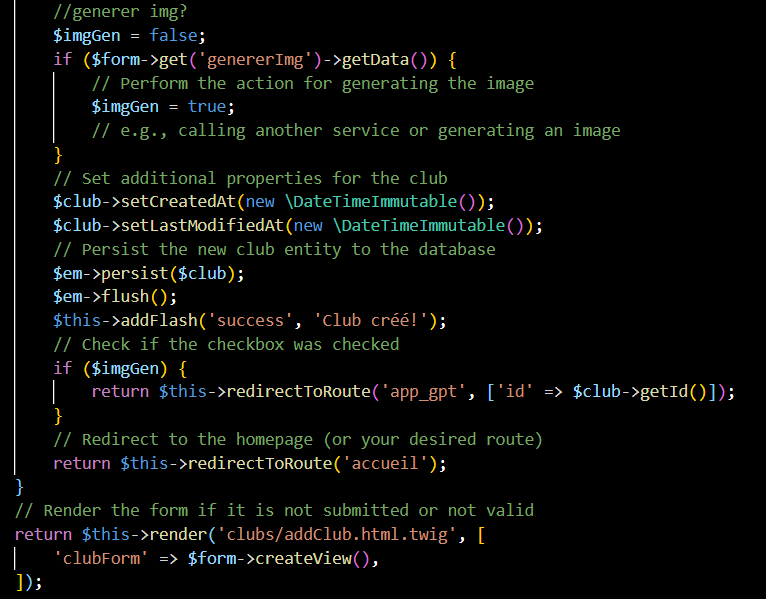 //generer img?
$imgGen = false;
if ($form->get('genererImg')->getData()) {
// Perform the action for generating the image
$imgGen = true;
// e.g., calling another service or generating an image
}
// Set additional properties for the club
$club->setCreatedAt(new \DateTimeImmutable());
$club->setLastModifiedAt(new \DateTimeImmutable());
// Persist the new club entity to the database
$em->persist($club);
$em->flush();
$this->addFlash('success', 'Club créé!');
// Check if the checkbox was checked
if ($imgGen) {
return $this->redirectToRoute('app_gpt', ['id' => $club->getId()]);
}
// Redirect to the homepage (or your desired route)
return $this->redirectToRoute('accueil');
}
// Render the form if it is not submitted or not valid
return $this->render('clubs/addClub.html.twig', [
'clubForm' => $form->createView(),
]);